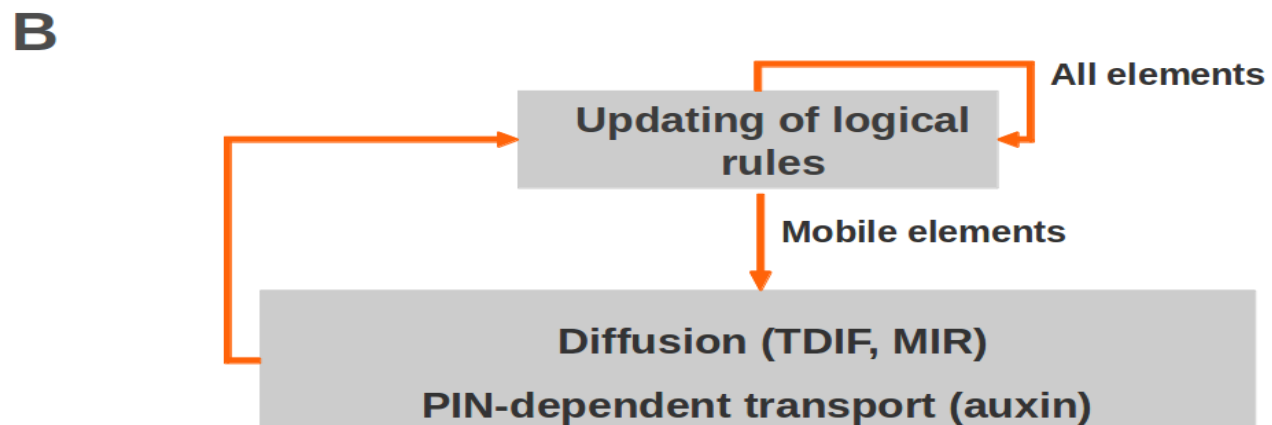 B
All elements
Updating of logical
rules
Mobile elements
Diffusion (TDIF, MIR)
PIN-dependent transport (auxin)